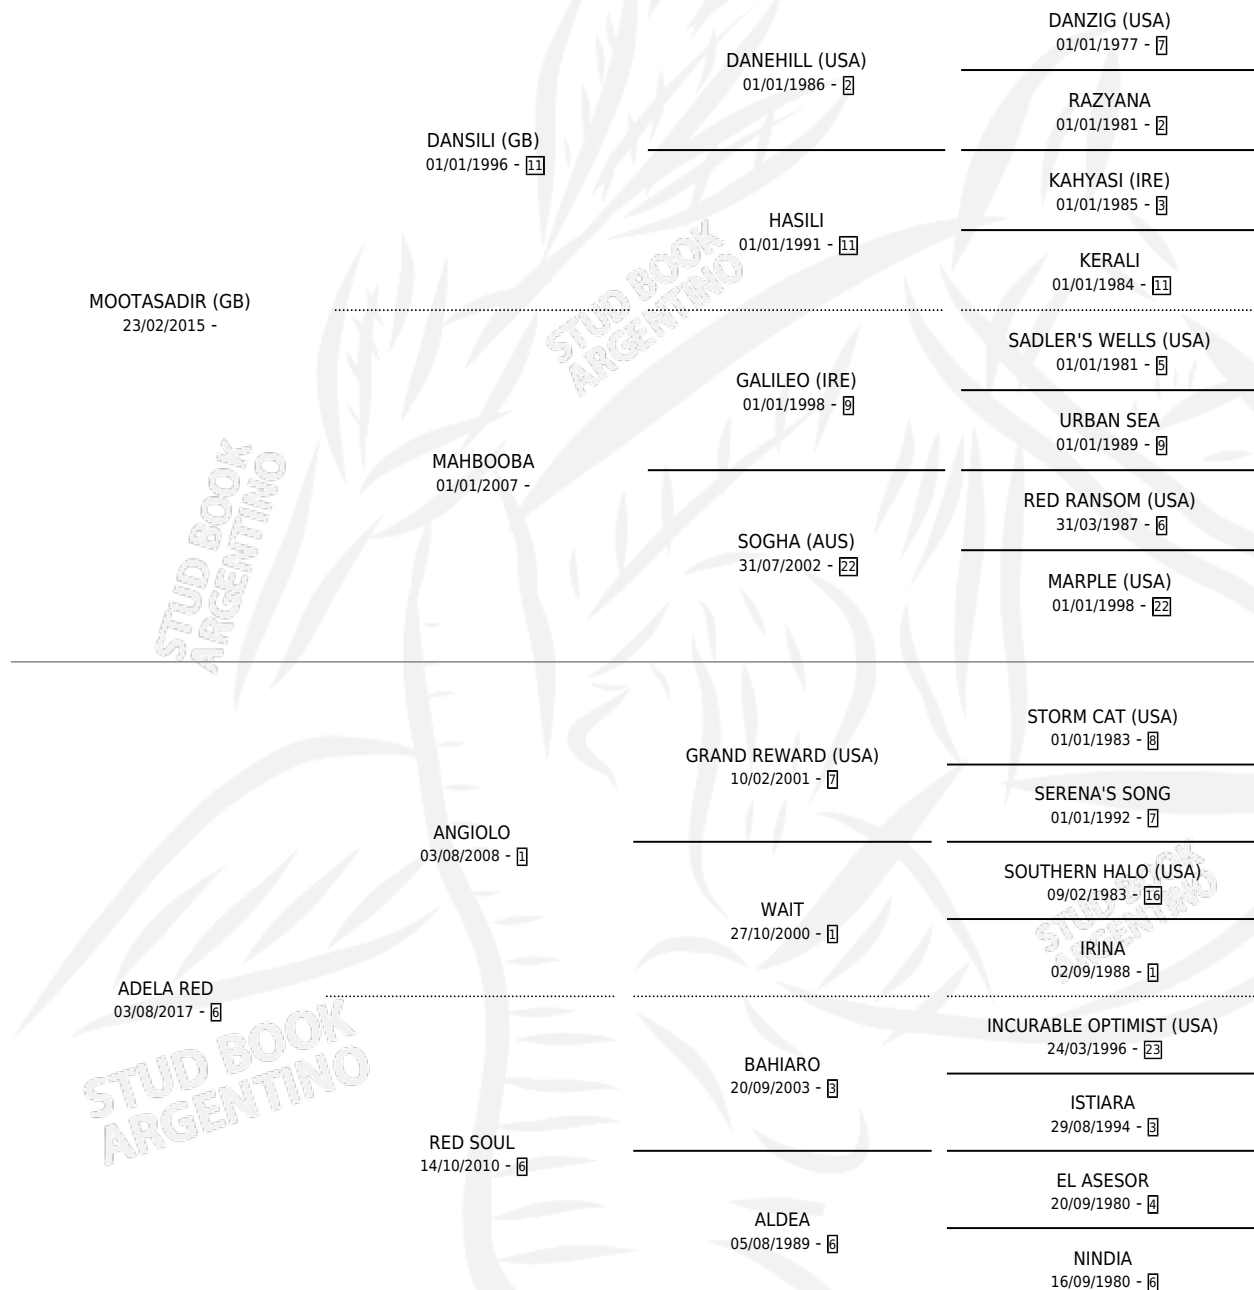 DANZIG (USA)
01/01/1977 - 7
DANEHILL (USA)
01/01/1986 - 2
RAZYANA
01/01/1981 - 2
DANSILI (GB)
01/01/1996 - 11
KAHYASI (IRE)
01/01/1985 - 3
HASILI
01/01/1991 - 11
KERALI
01/01/1984 - 11
MOOTASADIR (GB)
23/02/2015 -
STUD BOOK
ARGENTINO
SADLER'S WELLS (USA)
01/01/1981 - 5
GALILEO (IRE)
01/01/1998 - 9
URBAN SEA
01/01/1989 - 9
MAHBOOBA
01/01/2007 -
RED RANSOM (USA)
31/03/1987 - 6
SOGHA (AUS)
31/07/2002 - 22
MARPLE (USA)
01/01/1998 - 22
STUD BOOK
ARGENTINO
STORM CAT (USA)
01/01/1983 - 8
GRAND REWARD (USA)
10/02/2001 - 7
SERENA'S SONG
01/01/1992 - 7
ANGIOLO
03/08/2008 - 1
SOUTHERN HALO (USA)
09/02/1983 - 16
WAIT
27/10/2000 - 1
STUD BOOK
ARGENTINO
IRINA
02/09/1988 - 1
ADELA RED
03/08/2017 - 6
STUD BOOK
ARGENTINO
INCURABLE OPTIMIST (USA)
24/03/1996 - 23
BAHIARO
20/09/2003 - 3
ISTIARA
29/08/1994 - 3
RED SOUL
14/10/2010 - 6
EL ASESOR
20/09/1980 - 4
ALDEA
05/08/1989 - 6
NINDIA
16/09/1980 - 6